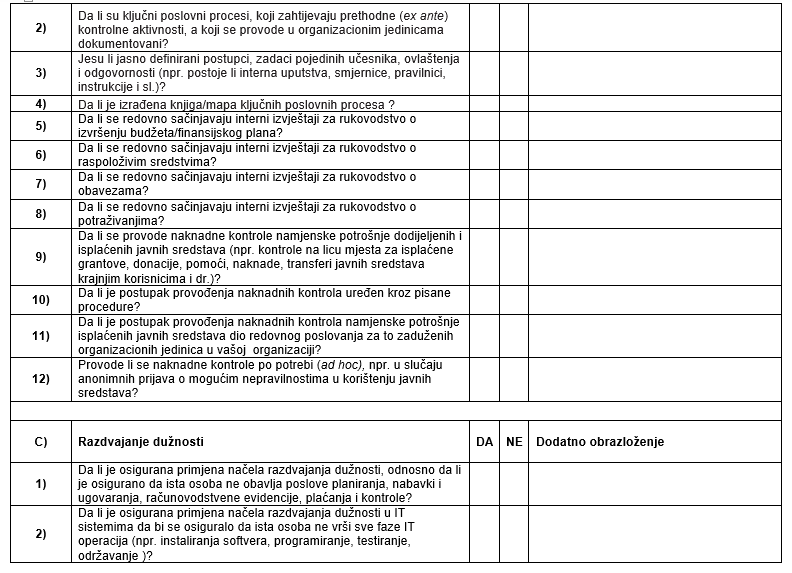 2)
Da li su ključni poslovni procesi, koji zahtijevaju prethodne (ex ante)
kontrolne aktivnosti, a koji se provode u organizacionim jedinicama
dokumentovani?
3)
Jesu li jasno definirani postupci, zadaci pojedinih učesnika, ovlaštenja
i odgovornosti (npr. postoje li interna uputstva, smjernice, pravilnici,
instrukcije i sl.)?
4)
Da li je izrađena knjiga/mapa ključnih poslovnih procesa ?
5)
Da li se redovno sačinjavaju interni izvještaji za rukovodstvo o
izvršenju budžeta/finansijskog plana?
6)
Da li se redovno sačinjavaju interni izvještaji za rukovodstvo o
raspoloživim sredstvima?
7)
Da li se redovno sačinjavaju interni izvještaji za rukovodstvo o
obavezama?
8)
Da li se redovno sačinjavaju interni izvještaji za rukovodstvo o
potraživanjima?
9)
Da li se provode naknadne kontrole namjenske potrošnje dodijeljenih i
isplaćenih javnih sredstava (npr. kontrole na licu mjesta za isplaćene
grantove, donacije, pomoći, naknade, transferi javnih sredstava
krajnjim korisnicima i dr.)?
10)
Da li je postupak provođenja naknadnih kontrola uređen kroz pisane
procedure?
11)
Da li je postupak provođenja naknadnih kontrola namjenske potrošnje
isplaćenih javnih sredstava dio redovnog poslovanja za to zaduženih
organizacionih jedinica u vašoj organizaciji?
12)
Provode li se naknadne kontrole po potrebi (ad hoc), npr. u slučaju
anonimnih prijava o mogućim nepravilnostima u korištenju javnih
sredstava?
C) Razdvajanje dužnosti DA NE Dodatno obrazloženje
1)
Da li je osigurana primjena načela razdvajanja dužnosti, odnosno da li
je osigurano da ista osoba ne obavlja poslove planiranja, nabavki i
ugovaranja, računovodstvene evidencije, plaćanja i kontrole?
2)
Da li je osigurana primjena načela razdvajanja dužnosti u IT
sistemima da bi se osiguralo da ista osoba ne vrši sve faze IT
operacija (npr. instaliranja softvera, programiranje, testiranje,
održavanje )?